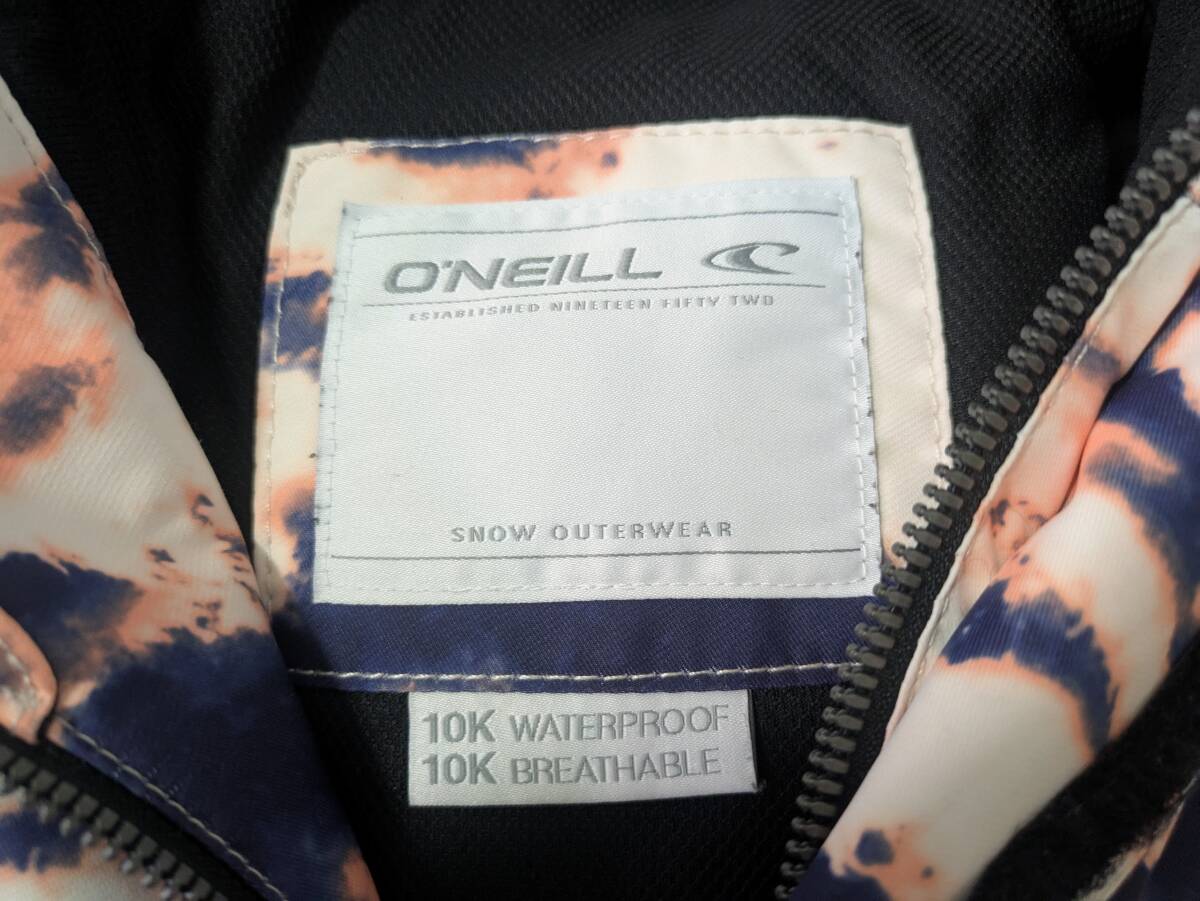 O'NEILL
ESTABLISHED NINETEEN FIFTY TWO
SNOW OUTERWEAR
10K WATERPROOF
10K BREATHABLE